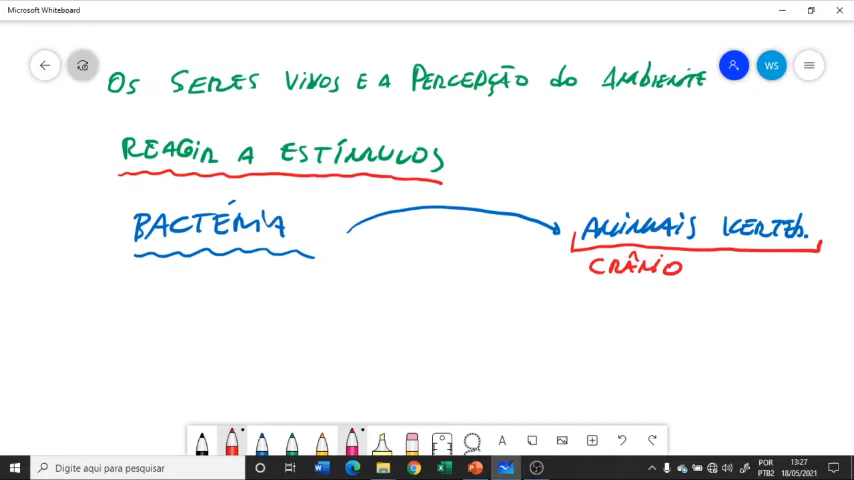 Microsoft Whiteboard
WS
OS SERES VIVOS E A PERCEPÇÃO DO AMBIENTE
REAGIR A ESTÍMULOS
BACTÉRIA
ANIMAIS VERTEB.
CRÂNIO
Digite aqui para pesquisar
POR
PTB2
13:27
18/05/2021